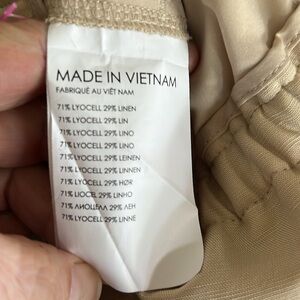 MADE IN VIETNAM
FABRIQUÉ AU VIÊT NAM
71% LYOCELL 29% LINEN
71% LYOCELL 29% LIN
71% LYOCELL 29% LINO
71% LYOCELL 29% LINO
71% LYOCELL 29% LEINEN
71% LYOCELL 29% LINNEN
71% LYOCELL 29% HØR
71% LIOCEL 29% LINHO
71% ЛИОЦЕЛЛ 29% ЛЕН
71% LYOCELL 29% LINNE